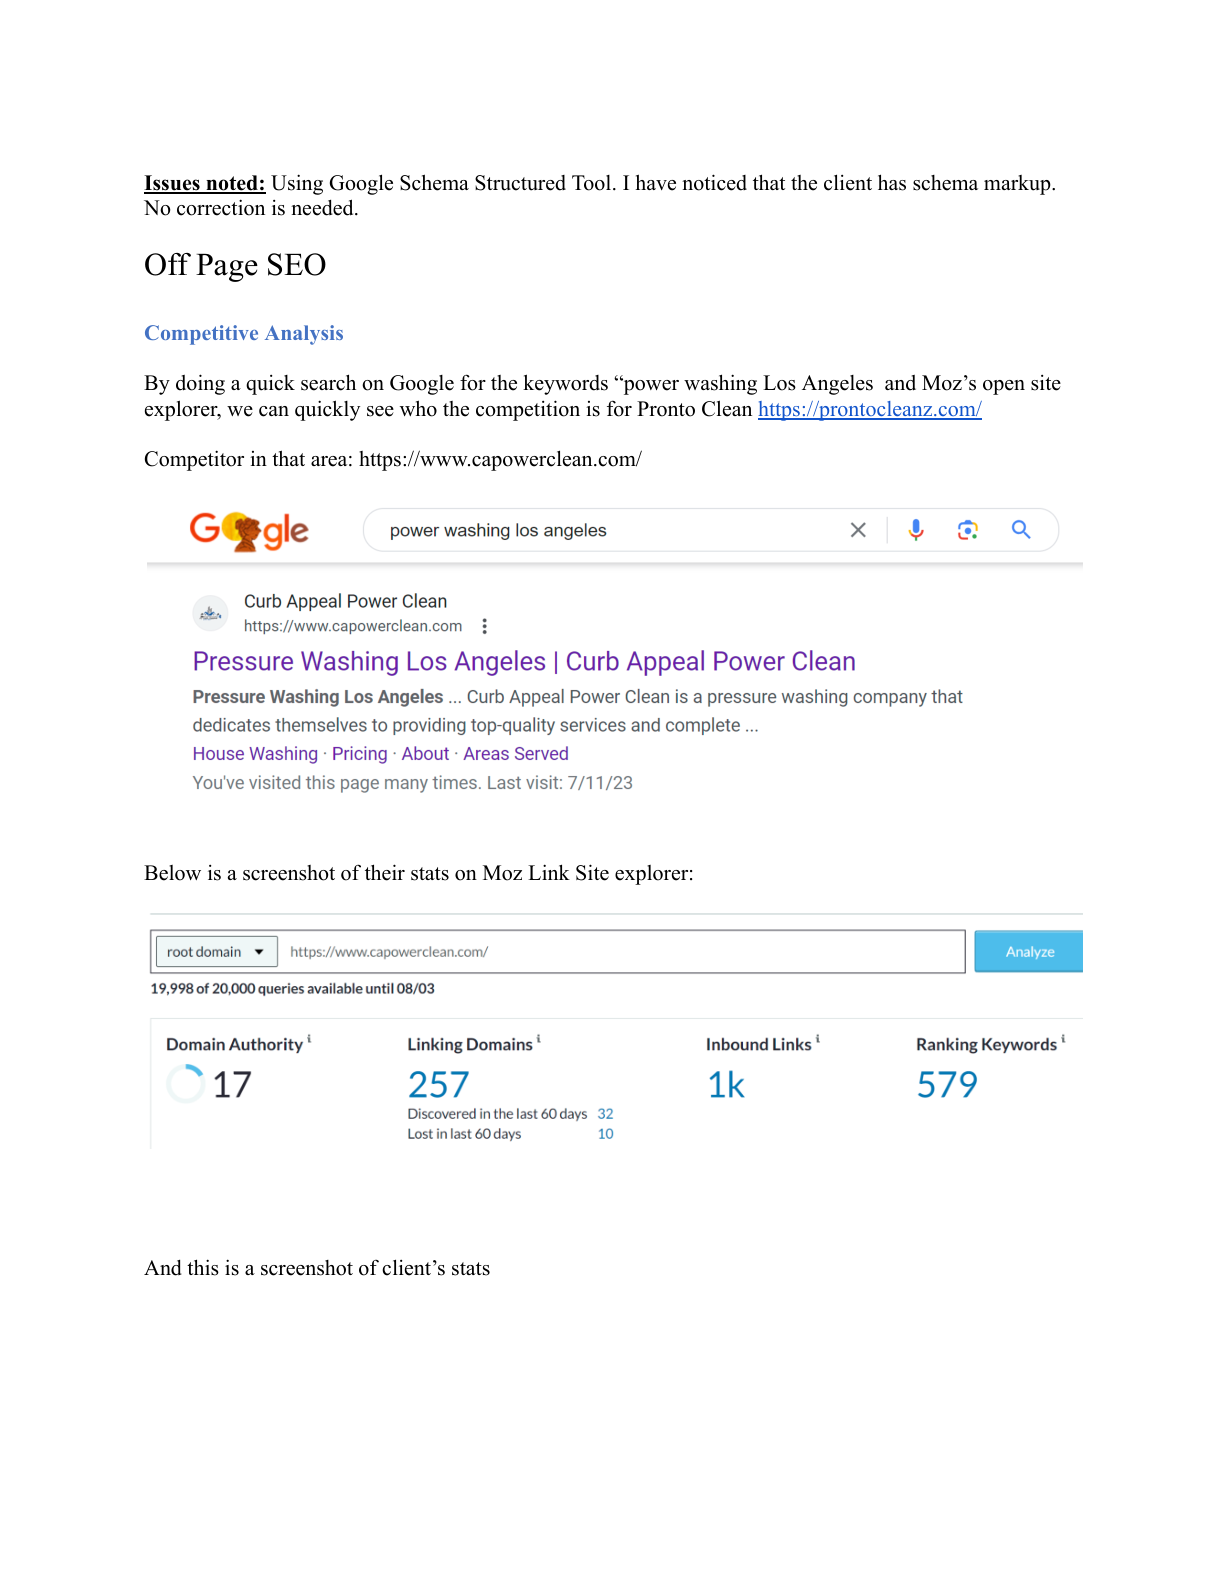 Issues noted: Using Google Schema Structured Tool. I have noticed that the client has schema markup.
No correction is needed.
Off Page SEO
Competitive Analysis
By doing a quick search on Google for the keywords “power washing Los Angeles  and Moz’s open site
explorer, we can quickly see who the competition is for Pronto Clean https://prontocleanz.com/
Competitor in that area: https://www.capowerclean.com/
Google
power washing los angeles
Curb Appeal Power Clean
https://www.capowerclean.com
Pressure Washing Los Angeles | Curb Appeal Power Clean
Pressure Washing Los Angeles ... Curb Appeal Power Clean is a pressure washing company that
dedicates themselves to providing top-quality services and complete ...
House Washing · Pricing · About · Areas Served
You've visited this page many times. Last visit: 7/11/23
Below is a screenshot of their stats on Moz Link Site explorer:
root domain https://www.capowerclean.com/ Analyze
19,998 of 20,000 queries available until 08/03
Domain Authority i Linking Domains i Inbound Links i Ranking Keywords i
17 257 1k 579
Discovered in the last 60 days 32
Lost in last 60 days 10
And this is a screenshot of client’s stats